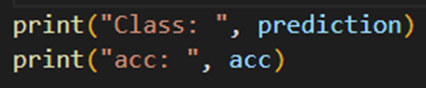 print("Class: ", prediction)
print("acc: ", acc)